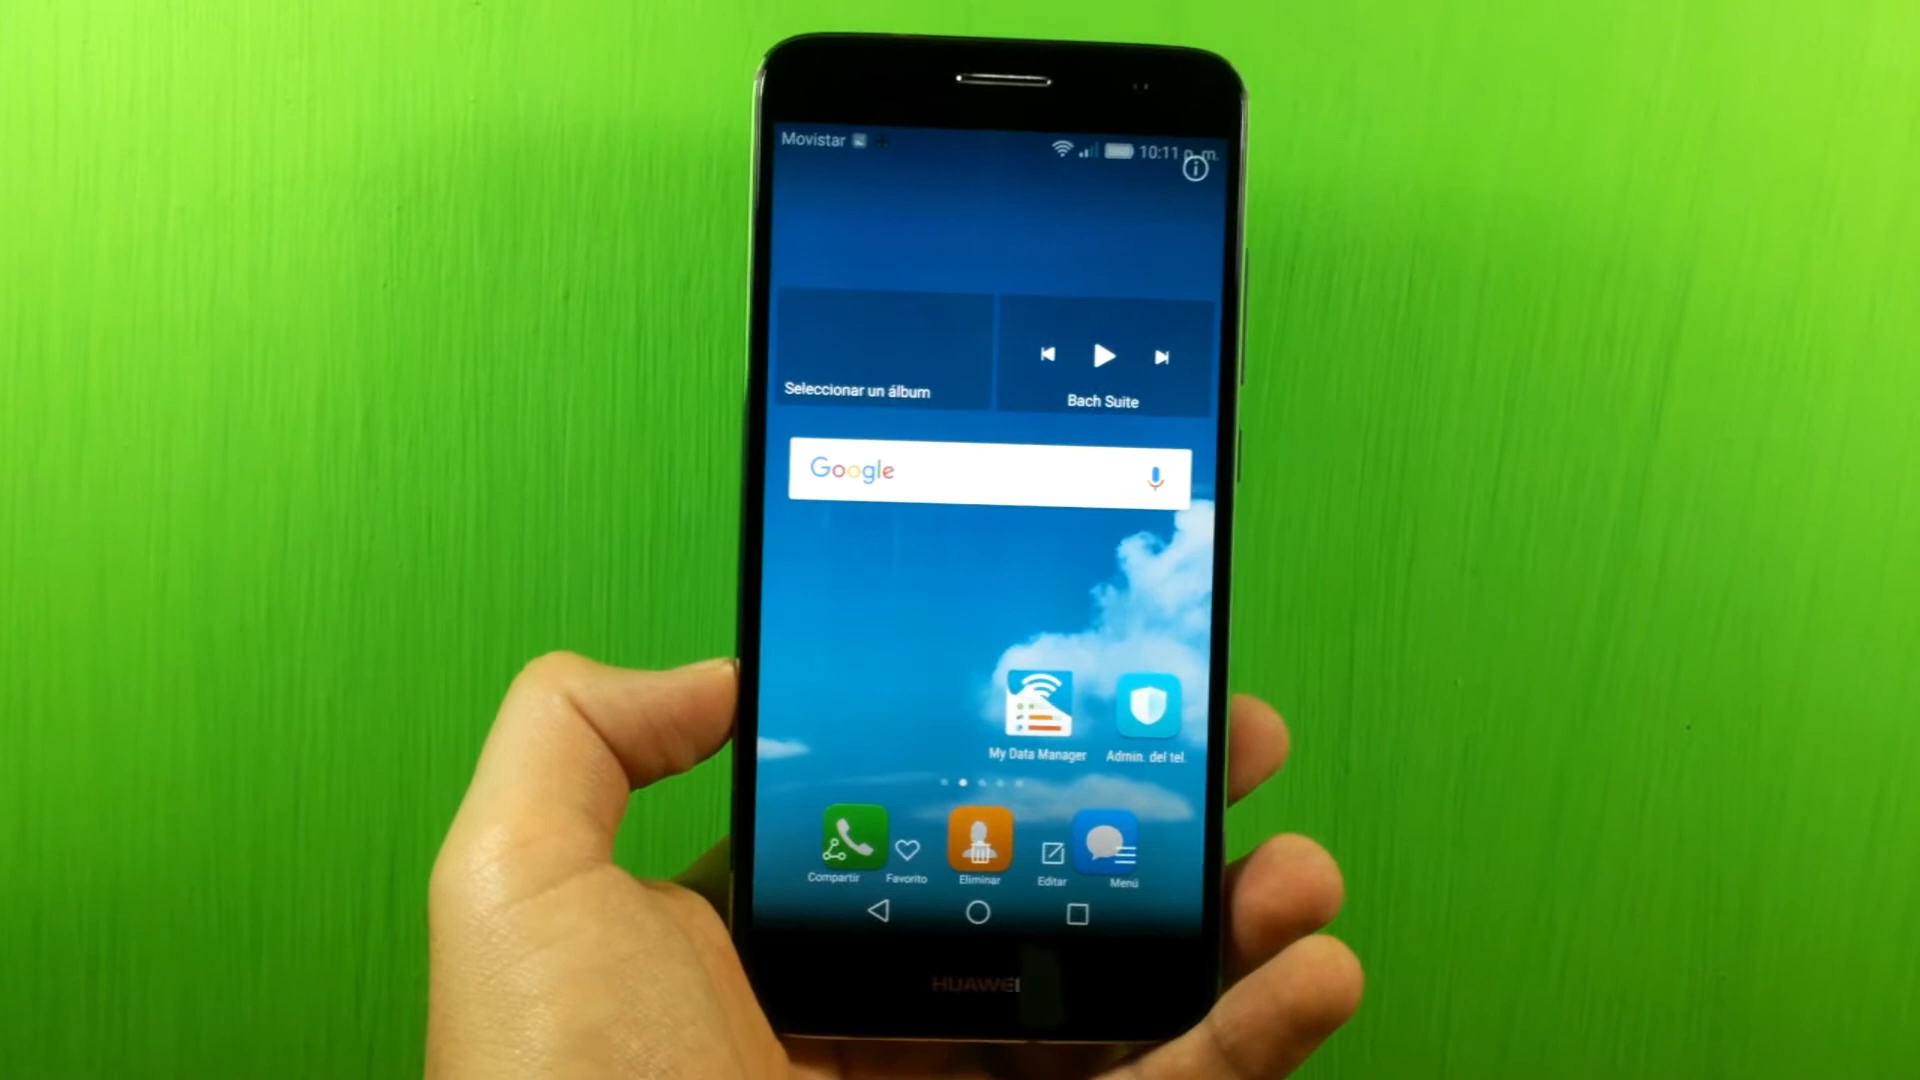 Movistar 10:11 p. m.
Seleccionar un álbum
Bach Suite
Google
My Data Manager Admin. del tel.
Compartir Favorito Eliminar Editar Menú
HUAWEI